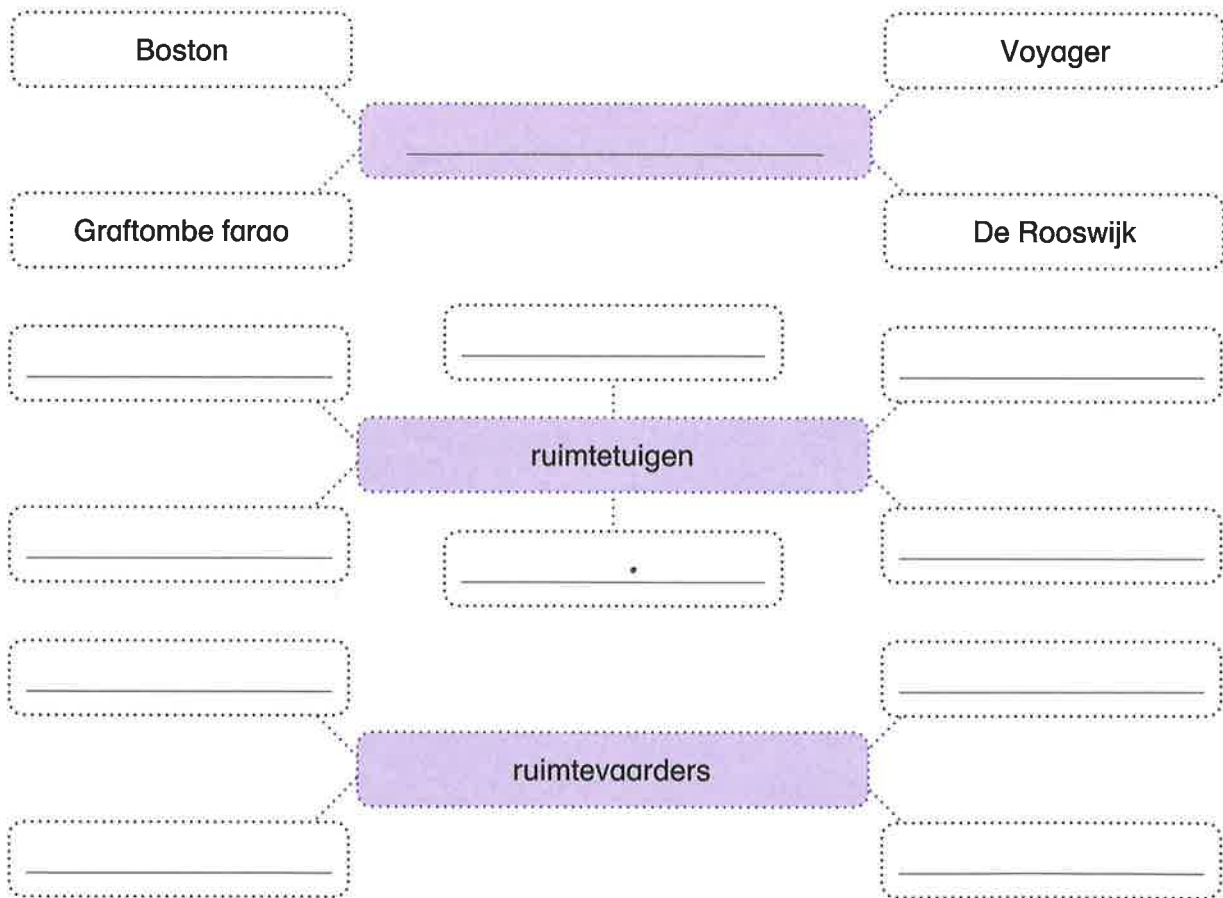 Boston
Voyager
Graftombe farao
De Rooswijk
ruimtetuigen
ruimtevaarders